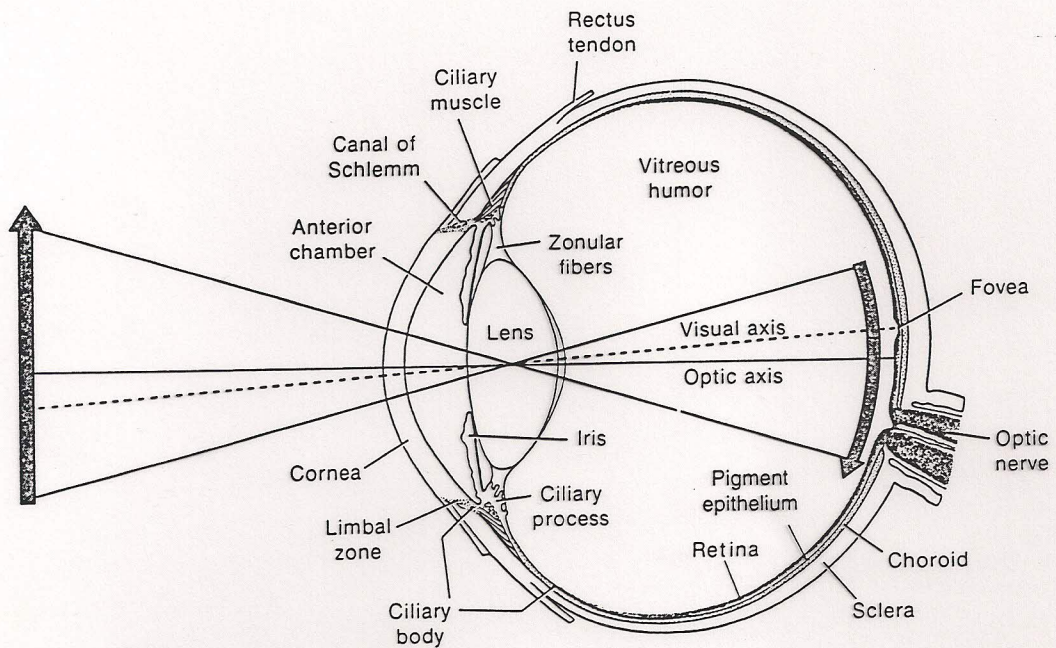 Rectus
tendon
Ciliary
muscle
Canal of
Schlemm
Vitreous
humor
Anterior
chamber
Zonular
fibers
Fovea
Lens
Visual axis
Optic axis
Iris
Optic
nerve
Cornea
Pigment
epithelium
Ciliary
process
Limbal
zone
Retina
Choroid
Sclera
Ciliary
body